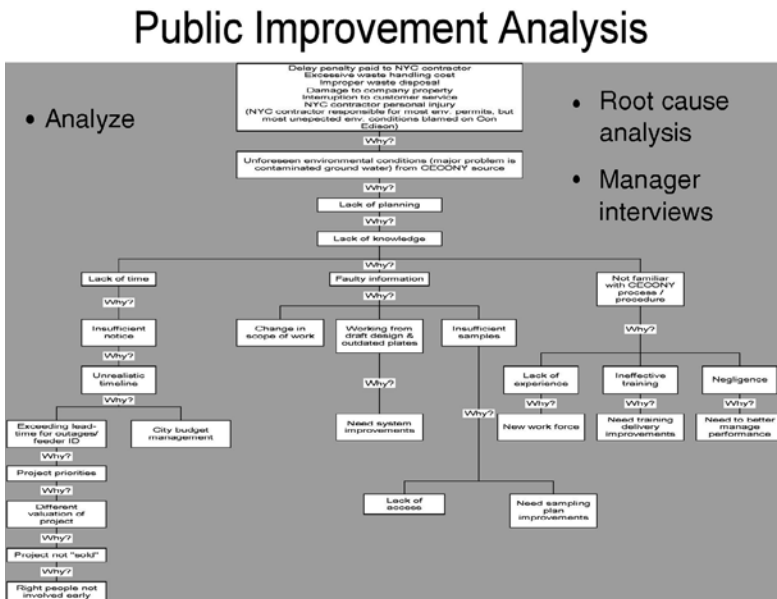 Public Improvement Analysis
• Analyze
Delay penalty paid to NYC contractor
Excessive waste handling cost
Improper waste disposal
Damage to company property
Interruption to customer service
NYC contractor personal injury
(NYC contractor responsible for most env. permits, but
most unepected env. conditions blamed on Con
Edison)
• Root cause
analysis
• Manager
interviews
Why?
Unforeseen environmental conditions (major problem is
contaminated ground water) from CECONY source
Why?
Lack of planning
Why?
Lack of knowledge
Why?
Lack of time
Faulty information
Not familiar
with CECONY
process /
procedure
Why?
Why?
Why?
Insufficient
notice
Change in
scope of work
Working from
draft design &
outdated plates
Insufficient
samples
Why?
Unrealistic
timeline
Why?
Why?
Why?
Lack of
experience
Ineffective
training
Negligence
Why?
Why?
Why?
Exceeding lead-
time for outages/
feeder ID
City budget
management
Need system
improvements
New work force
Need training
delivery
improvements
Need to better
manage
performance
Why?
Project priorities
Why?
Different
valuation of
project
Lack of
access
Need sampling
plan
improvements
Why?
Project not "sold"
Why?
Right people not
involved early